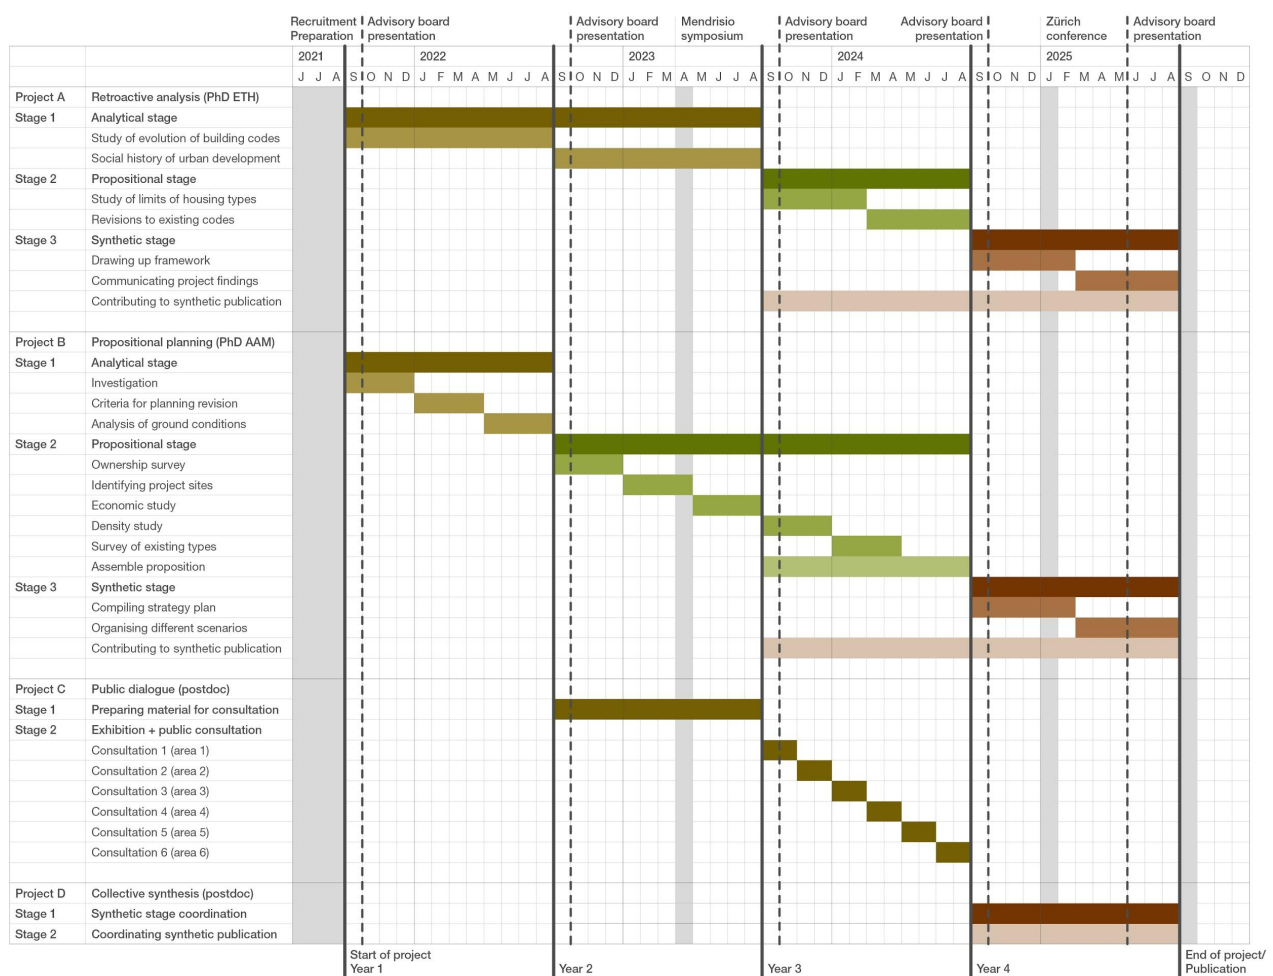 Recruitment Advisory board Advisory board Mendrisio Advisory board Advisory board Zürich Advisory board
Preparation presentation presentation symposium presentation presentation conference presentation
2021 2022 2023 2024 2025
J J A S O N D J F M A M J J A S O N D J F M A M J J A S O N D J F M A M J J A S O N D J F M A M J J A S O N D
Project A Retroactive analysis (PhD ETH)
Stage 1 Analytical stage
Study of evolution of building codes
Social history of urban development
Stage 2 Propositional stage
Study of limits of housing types
Revisions to existing codes
Stage 3 Synthetic stage
Drawing up framework
Communicating project findings
Contributing to synthetic publication
Project B Propositional planning (PhD AAM)
Stage 1 Analytical stage
Investigation
Criteria for planning revision
Analysis of ground conditions
Stage 2 Propositional stage
Ownership survey
Identifying project sites
Economic study
Density study
Survey of existing types
Assemble proposition
Stage 3 Synthetic stage
Compiling strategy plan
Organising different scenarios
Contributing to synthetic publication
Project C Public dialogue (postdoc)
Stage 1 Preparing material for consultation
Stage 2 Exhibition + public consultation
Consultation 1 (area 1)
Consultation 2 (area 2)
Consultation 3 (area 3)
Consultation 4 (area 4)
Consultation 5 (area 5)
Consultation 6 (area 6)
Project D Collective synthesis (postdoc)
Stage 1 Synthetic stage coordination
Stage 2 Coordinating synthetic publication
Start of project End of project/
Year 1 Year 2 Year 3 Year 4 Publication